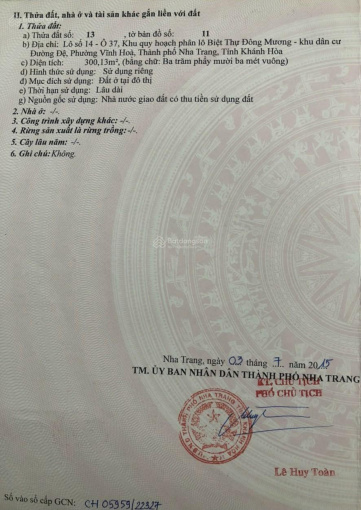 II. Thửa đất, nhà ở và tài sản khác gắn liền với đất
1. Thửa đất:
a) Thửa đất số: 13 , tờ bản đồ số: 11
b) Địa chỉ: Lô số 14 - Ô 37, Khu quy hoạch phân lô Biệt Thự Đông Mương - khu dân cư
Đường Đệ, Phường Vĩnh Hoà, Thành phố Nha Trang, Tỉnh Khánh Hòa
c) Diện tích: 300,13m², (bằng chữ: Ba trăm phẩy mười ba mét vuông)
d) Hình thức sử dụng: Sử dụng riêng
đ) Mục đích sử dụng: Đất ở tại đô thị
e) Thời hạn sử dụng: Lâu dài
g) Nguồn gốc sử dụng: Nhà nước giao đất có thu tiền sử dụng đất
2. Nhà ở: -/-.
3. Công trình xây dựng khác: -/-.
4. Rừng sản xuất là rừng trồng: -/-.
5. Cây lâu năm: -/-.
6. Ghi chú: Không.
Nha Trang, ngày 03 tháng 7 năm 2015
TM. ỦY BAN NHÂN DÂN THÀNH PHỐ NHA TRANG
KT. CHỦ TỊCH
PHÓ CHỦ TỊCH
Lê Huy Toàn
Số vào sổ cấp GCN: CH 05959/22327